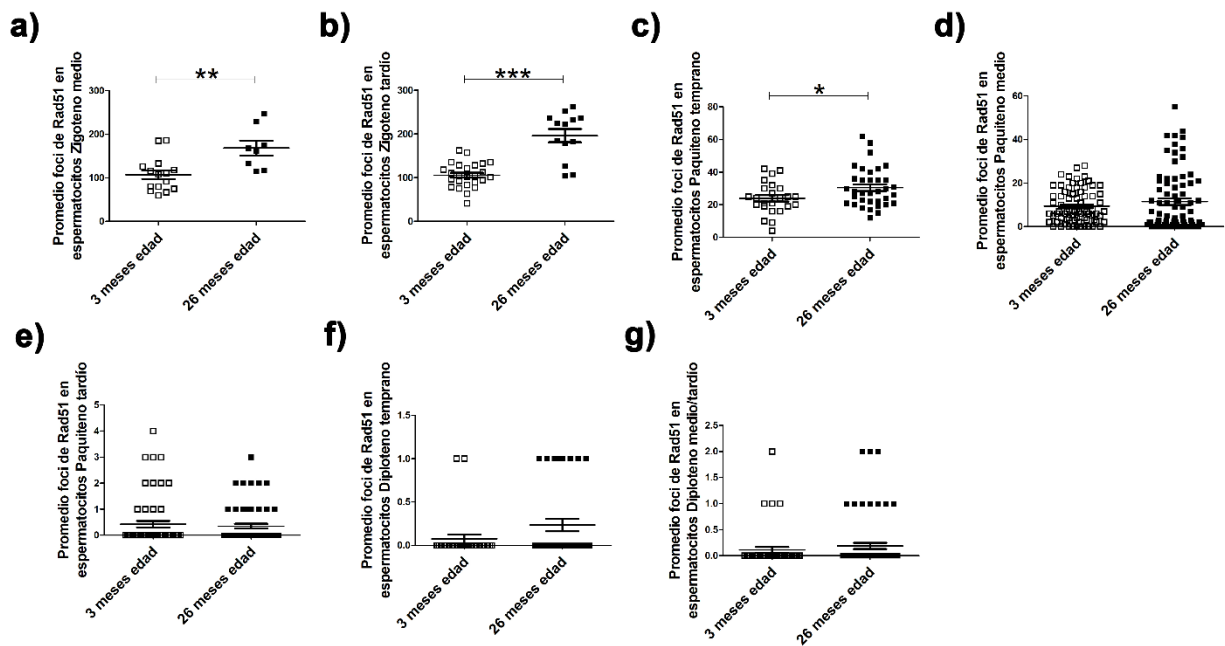 a)
Promedio foci de Rad51 en
espermatocitos Zigoteno medio
300
200
100
0
**
3 meses edad
26 meses edad
b)
Promedio foci de Rad51 en
espermatocitos Zigoteno tardío
300
200
100
0
***
3 meses edad
26 meses edad
c)
Promedio foci de Rad51 en
espermatocitos Paquiteno temprano
80
60
40
20
0
*
3 meses edad
26 meses edad
d)
Promedio foci de Rad51 en
espermatocitos Paquiteno medio
60
40
20
0
3 meses edad
26 meses edad
e)
Promedio foci de Rad51 en
espermatocitos Paquiteno tardío
5
4
3
2
1
0
3 meses edad
26 meses edad
f)
Promedio foci de Rad51 en
espermatocitos Diploteno temprano
1.5
1.0
0.5
0.0
3 meses edad
26 meses edad
g)
Promedio foci de Rad51 en
espermatocitos Diploteno medio/tardío
2.5
2.0
1.5
1.0
0.5
0.0
3 meses edad
26 meses edad